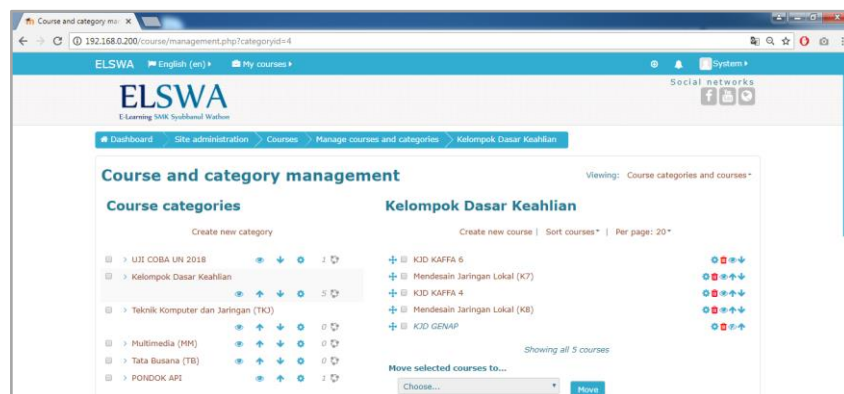 Course and category man
192.168.0.200/course/management.php?categoryid=4
ELSWA English (en) My courses System
Social networks
ELSWA
E-Learning SMK Syubbanul Wathon
Dashboard Site administration Courses Manage courses and categories Kelompok Dasar Keahlian
Course and category management
Viewing: Course categories and courses
Course categories
Create new category
UJI COBA UN 2018 1
Kelompok Dasar Keahlian
5
Teknik Komputer dan Jaringan (TKJ)
0
Multimedia (MM) 0
Tata Busana (TB) 0
PONDOK API 1
Kelompok Dasar Keahlian
Create new course | Sort courses | Per page: 20
KJD KAFFA 6
Mendesain Jaringan Lokal (K7)
KJD KAFFA 4
Mendesain Jaringan Lokal (K8)
KJD GENAP
Showing all 5 courses
Move selected courses to...
Choose... Move